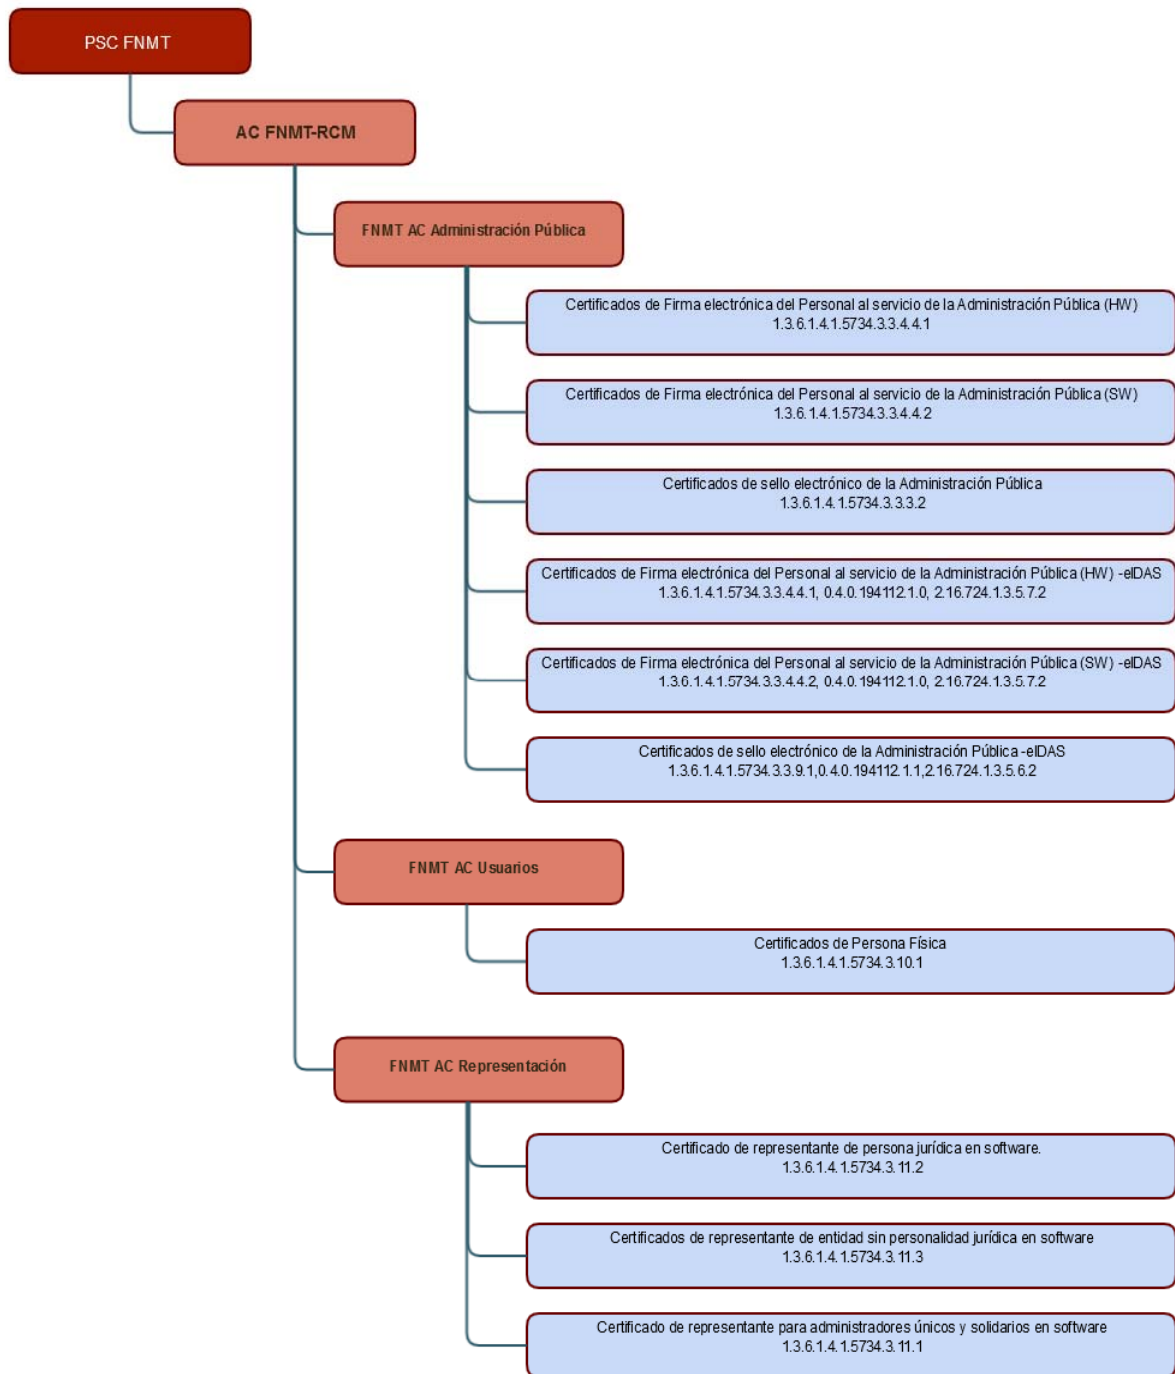 PSC FNMT
AC FNMT-RCM
FNMT AC Administración Pública
Certificados de Firma electrónica del Personal al servicio de la Administración Pública (HW)
1.3.6.1.4.1.5734.3.3.4.4.1
Certificados de Firma electrónica del Personal al servicio de la Administración Pública (SW)
1.3.6.1.4.1.5734.3.3.4.4.2
Certificados de sello electrónico de la Administración Pública
1.3.6.1.4.1.5734.3.3.3.2
Certificados de Firma electrónica del Personal al servicio de la Administración Pública (HW) -eIDAS
1.3.6.1.4.1.5734.3.3.4.4.1, 0.4.0.194112.1.0, 2.16.724.1.3.5.7.2
Certificados de Firma electrónica del Personal al servicio de la Administración Pública (SW) -eIDAS
1.3.6.1.4.1.5734.3.3.4.4.2, 0.4.0.194112.1.0, 2.16.724.1.3.5.7.2
Certificados de sello electrónico de la Administración Pública -eIDAS
1.3.6.1.4.1.5734.3.3.9.1,0.4.0.194112.1.1,2.16.724.1.3.5.6.2
FNMT AC Usuarios
Certificados de Persona Física
1.3.6.1.4.1.5734.3.10.1
FNMT AC Representación
Certificado de representante de persona jurídica en software.
1.3.6.1.4.1.5734.3.11.2
Certificados de representante de entidad sin personalidad jurídica en software
1.3.6.1.4.1.5734.3.11.3
Certificado de representante para administradores únicos y solidarios en software
1.3.6.1.4.1.5734.3.11.1